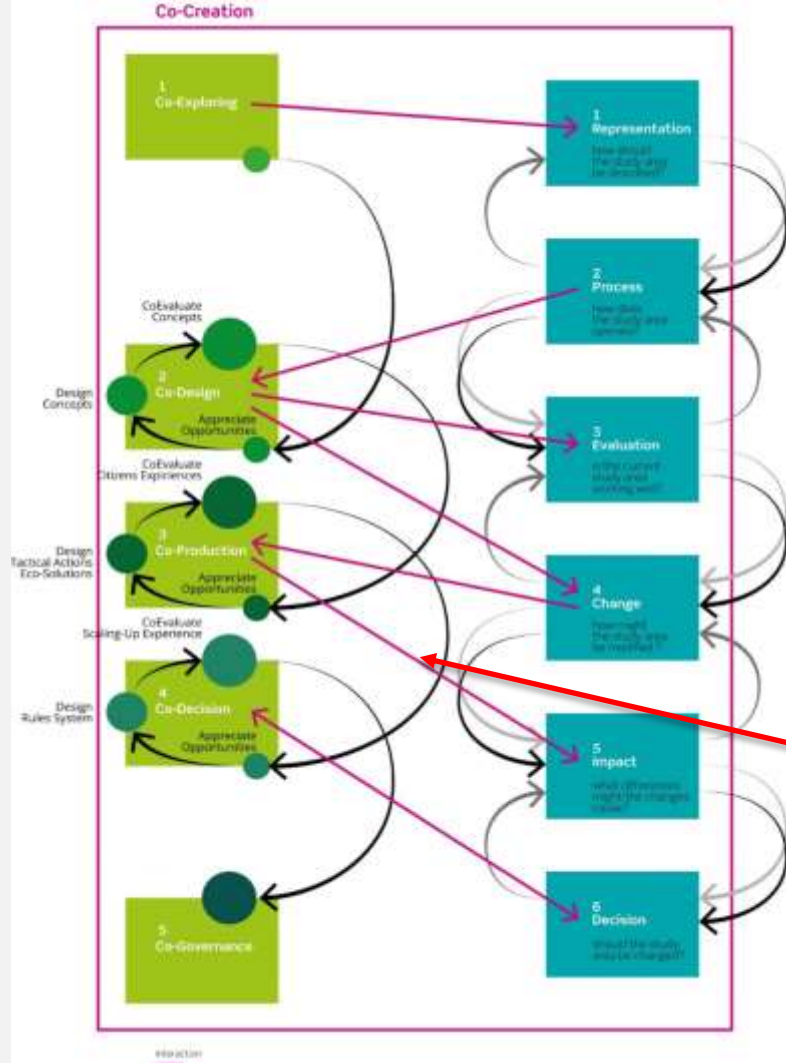 Co-Creation
1
Co-Exploring
1
Representation
how should
the study area
be described?
CoEvaluate
Concepts
2
Process
how does
the study area
operate?
Design
Concepts
2
Co-Design
Appreciate
Opportunities
3
Evaluation
is the current
study area
working well?
CoEvaluate
Citizens Expiriences
Design
Tactical Actions
Eco-Solutions
3
Co-Production
Appreciate
Opportunities
4
Change
how might
the study area
be modified ?
CoEvaluate
Scaling-Up Experience
Design
Rules System
4
Co-Decision
Appreciate
Opportunities
5
Impact
what differences
might the changes
cause?
5
Co-Governance
6
Decision
should the study
area be changed?
Interaction